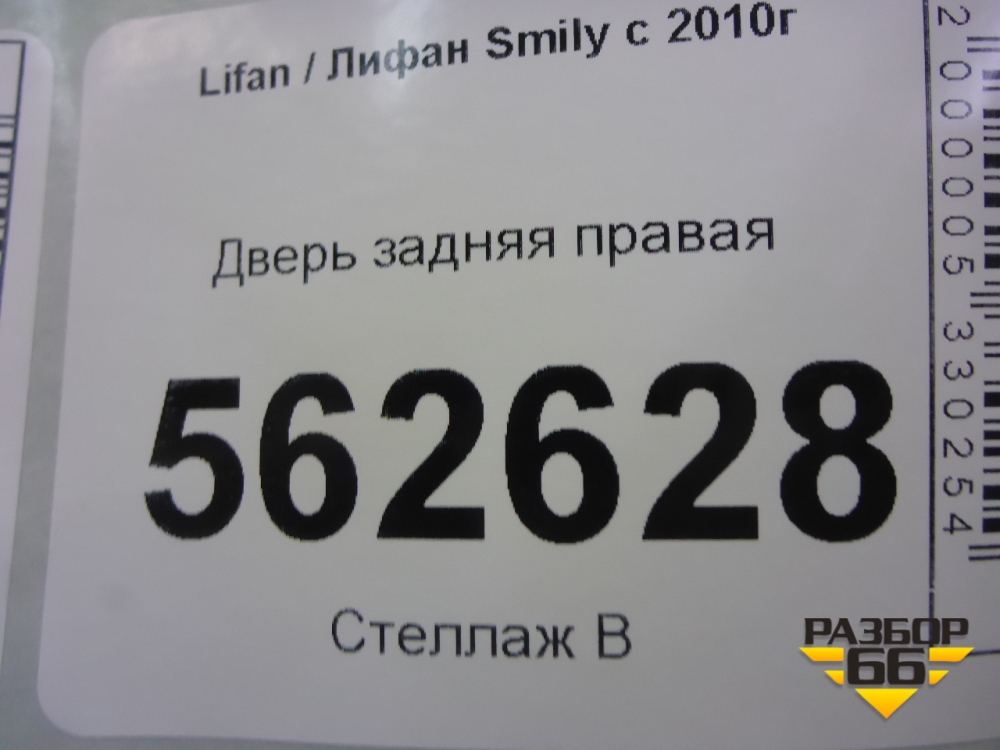 Lifan / Лифан Smily с 2010г
Дверь задняя правая
562628
Стеллаж В
2000005330254
РАЗБОР
66